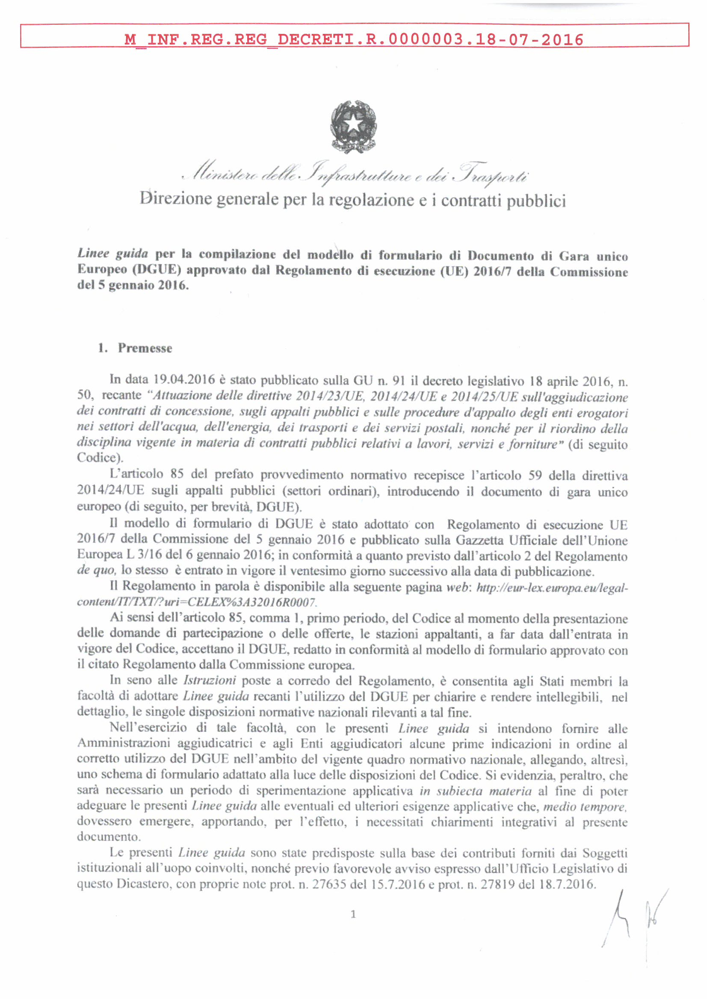 M_INF.REG.REG_DECRETI.R.0000003.18-07-2016
Ministero delle Infrastrutture e dei Trasporti
Direzione generale per la regolazione e i contratti pubblici
Linee guida per la compilazione del modello di formulario di Documento di Gara unico
Europeo (DGUE) approvato dal Regolamento di esecuzione (UE) 2016/7 della Commissione
del 5 gennaio 2016.
1. Premesse
In data 19.04.2016 è stato pubblicato sulla GU n. 91 il decreto legislativo 18 aprile 2016, n.
50, recante “Attuazione delle direttive 2014/23/UE, 2014/24/UE e 2014/25/UE sull'aggiudicazione
dei contratti di concessione, sugli appalti pubblici e sulle procedure d'appalto degli enti erogatori
nei settori dell'acqua, dell'energia, dei trasporti e dei servizi postali, nonché per il riordino della
disciplina vigente in materia di contratti pubblici relativi a lavori, servizi e forniture” (di seguito
Codice).
L’articolo 85 del prefato provvedimento normativo recepisce l’articolo 59 della direttiva
2014/24/UE sugli appalti pubblici (settori ordinari), introducendo il documento di gara unico
europeo (di seguito, per brevità, DGUE).
Il modello di formulario di DGUE è stato adottato con Regolamento di esecuzione UE
2016/7 della Commissione del 5 gennaio 2016 e pubblicato sulla Gazzetta Ufficiale dell’Unione
Europea L 3/16 del 6 gennaio 2016; in conformità a quanto previsto dall’articolo 2 del Regolamento
de quo, lo stesso è entrato in vigore il ventesimo giorno successivo alla data di pubblicazione.
Il Regolamento in parola è disponibile alla seguente pagina web: http://eur-lex.europa.eu/legal-
content/IT/TXT/?uri=CELEX%3A32016R0007.
Ai sensi dell’articolo 85, comma 1, primo periodo, del Codice al momento della presentazione
delle domande di partecipazione o delle offerte, le stazioni appaltanti, a far data dall’entrata in
vigore del Codice, accettano il DGUE, redatto in conformità al modello di formulario approvato con
il citato Regolamento dalla Commissione europea.
In seno alle Istruzioni poste a corredo del Regolamento, è consentita agli Stati membri la
facoltà di adottare Linee guida recanti l’utilizzo del DGUE per chiarire e rendere intellegibili, nel
dettaglio, le singole disposizioni normative nazionali rilevanti a tal fine.
Nell’esercizio di tale facoltà, con le presenti Linee guida si intendono fornire alle
Amministrazioni aggiudicatrici e agli Enti aggiudicatori alcune prime indicazioni in ordine al
corretto utilizzo del DGUE nell’ambito del vigente quadro normativo nazionale, allegando, altresì,
uno schema di formulario adattato alla luce delle disposizioni del Codice. Si evidenzia, peraltro, che
sarà necessario un periodo di sperimentazione applicativa in subiecta materia al fine di poter
adeguare le presenti Linee guida alle eventuali ed ulteriori esigenze applicative che, medio tempore,
dovessero emergere, apportando, per l’effetto, i necessitati chiarimenti integrativi al presente
documento.
Le presenti Linee guida sono state predisposte sulla base dei contributi forniti dai Soggetti
istituzionali all’uopo coinvolti, nonché previo favorevole avviso espresso dall’Ufficio Legislativo di
questo Dicastero, con proprie note prot. n. 27635 del 15.7.2016 e prot. n. 27819 del 18.7.2016.
1